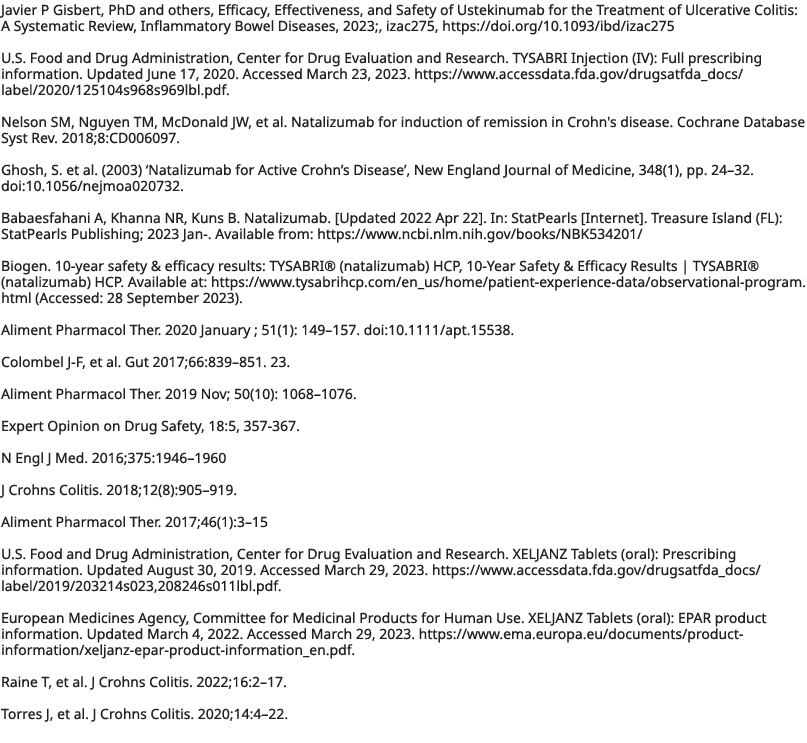 Javier P Gisbert, PhD and others, Efficacy, Effectiveness, and Safety of Ustekinumab for the Treatment of Ulcerative Colitis:
A Systematic Review, Inflammatory Bowel Diseases, 2023;, izac275, https://doi.org/10.1093/ibd/izac275
U.S. Food and Drug Administration, Center for Drug Evaluation and Research. TYSABRI Injection (IV): Full prescribing
information. Updated June 17, 2020. Accessed March 23, 2023. https://www.accessdata.fda.gov/drugsatfda_docs/
label/2020/125104s968s969lbl.pdf.
Nelson SM, Nguyen TM, McDonald JW, et al. Natalizumab for induction of remission in Crohn's disease. Cochrane Database
Syst Rev. 2018;8:CD006097.
Ghosh, S. et al. (2003) ‘Natalizumab for Active Crohn’s Disease’, New England Journal of Medicine, 348(1), pp. 24–32.
doi:10.1056/nejmoa020732.
Babaesfahani A, Khanna NR, Kuns B. Natalizumab. [Updated 2022 Apr 22]. In: StatPearls [Internet]. Treasure Island (FL):
StatPearls Publishing; 2023 Jan-. Available from: https://www.ncbi.nlm.nih.gov/books/NBK534201/
Biogen. 10-year safety & efficacy results: TYSABRI® (natalizumab) HCP, 10-Year Safety & Efficacy Results | TYSABRI®
(natalizumab) HCP. Available at: https://www.tysabrihcp.com/en_us/home/patient-experience-data/observational-program.
html (Accessed: 28 September 2023).
Aliment Pharmacol Ther. 2020 January ; 51(1): 149–157. doi:10.1111/apt.15538.
Colombel J-F, et al. Gut 2017;66:839–851. 23.
Aliment Pharmacol Ther. 2019 Nov; 50(10): 1068–1076.
Expert Opinion on Drug Safety, 18:5, 357-367.
N Engl J Med. 2016;375:1946–1960
J Crohns Colitis. 2018;12(8):905–919.
Aliment Pharmacol Ther. 2017;46(1):3–15
U.S. Food and Drug Administration, Center for Drug Evaluation and Research. XELJANZ Tablets (oral): Prescribing
information. Updated August 30, 2019. Accessed March 29, 2023. https://www.accessdata.fda.gov/drugsatfda_docs/
label/2019/203214s023,208246s011lbl.pdf.
European Medicines Agency, Committee for Medicinal Products for Human Use. XELJANZ Tablets (oral): EPAR product
information. Updated March 4, 2022. Accessed March 29, 2023. https://www.ema.europa.eu/documents/product-
information/xeljanz-epar-product-information_en.pdf.
Raine T, et al. J Crohns Colitis. 2022;16:2–17.
Torres J, et al. J Crohns Colitis. 2020;14:4–22.